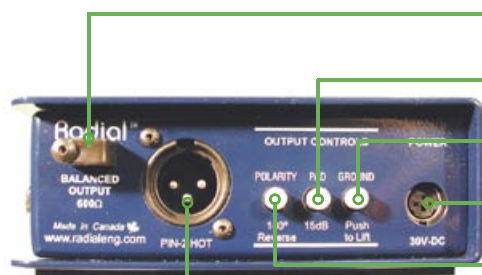 Radial™
BALANCED
OUTPUT
600Ω
Made in Canada
www.radialeng.com
PIN-2 HOT
OUTPUT CONTROLS
POLARITY PAD GROUND
180° 15dB Push
Reverse to Lift
POWER
30V-DC